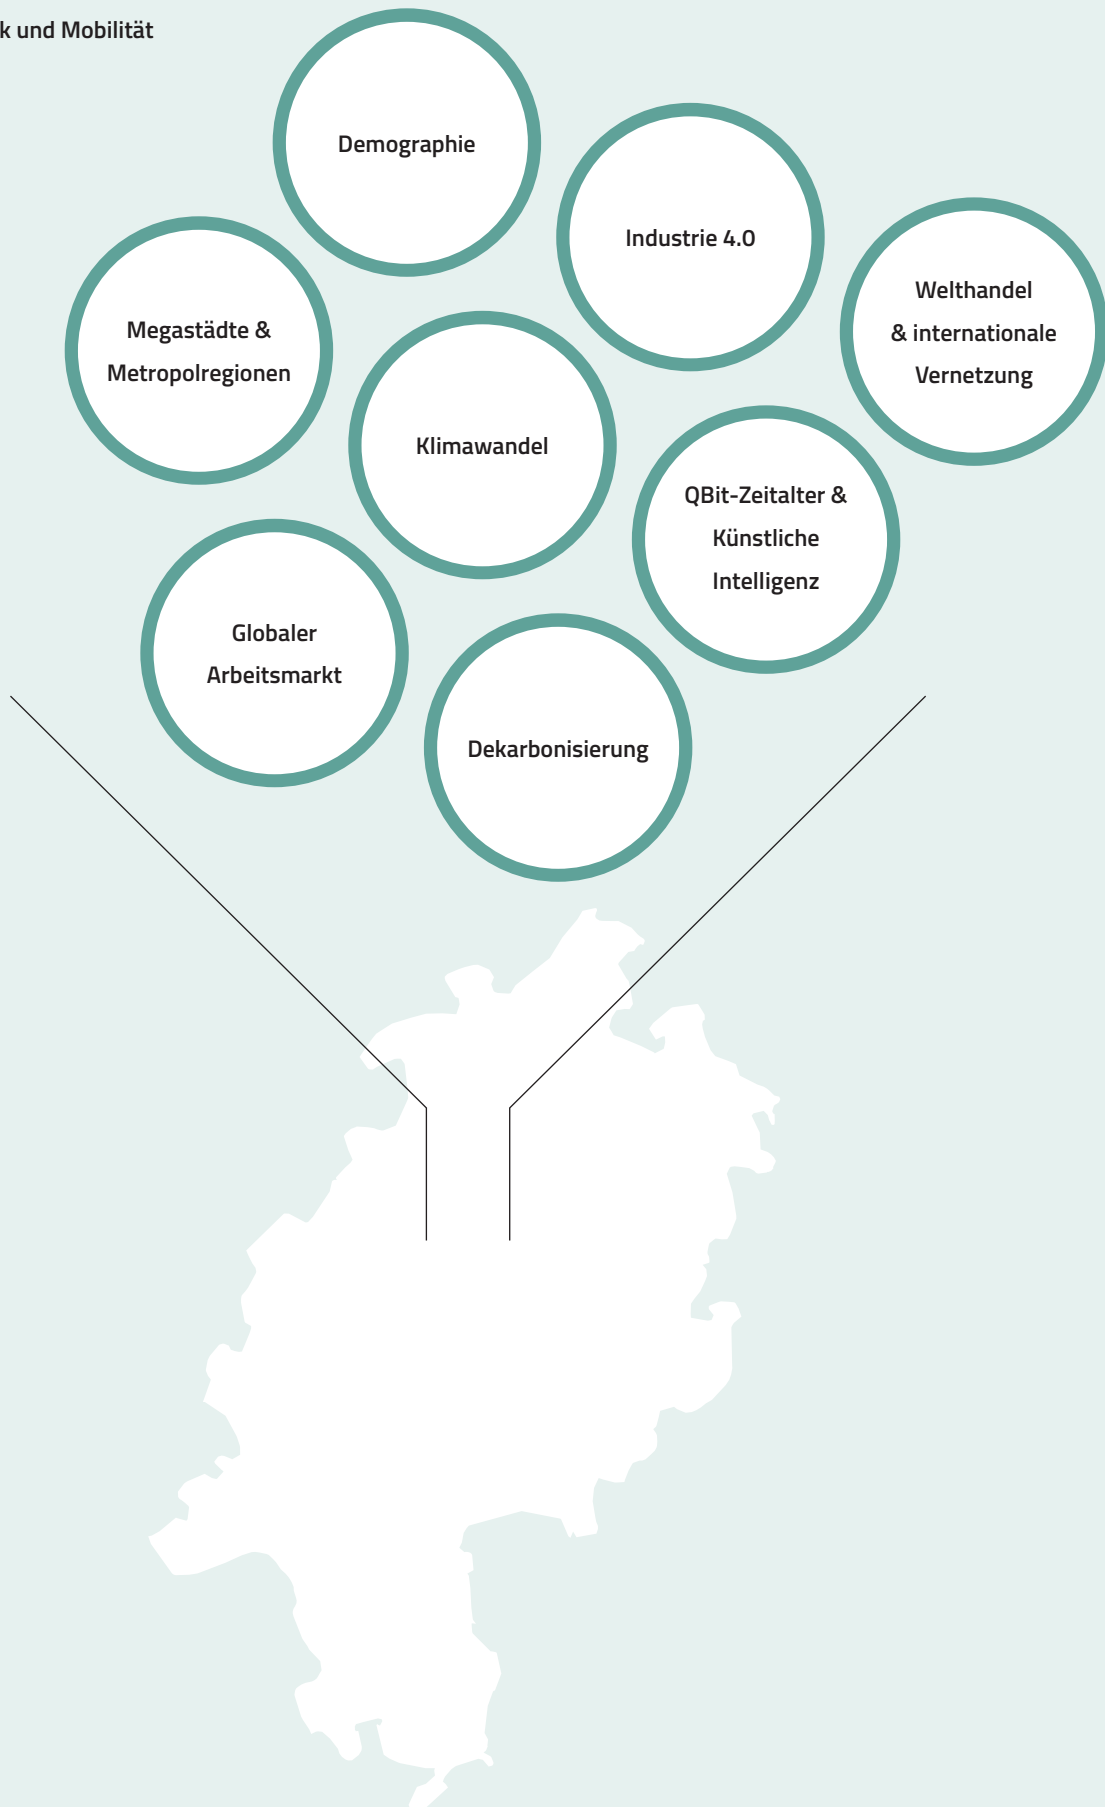 k und Mobilität
Demographie
Industrie 4.0
Welthandel
& internationale
Vernetzung
Megastädte &
Metropolregionen
Klimawandel
QBit-Zeitalter &
Künstliche
Intelligenz
Globaler
Arbeitsmarkt
Dekarbonisierung